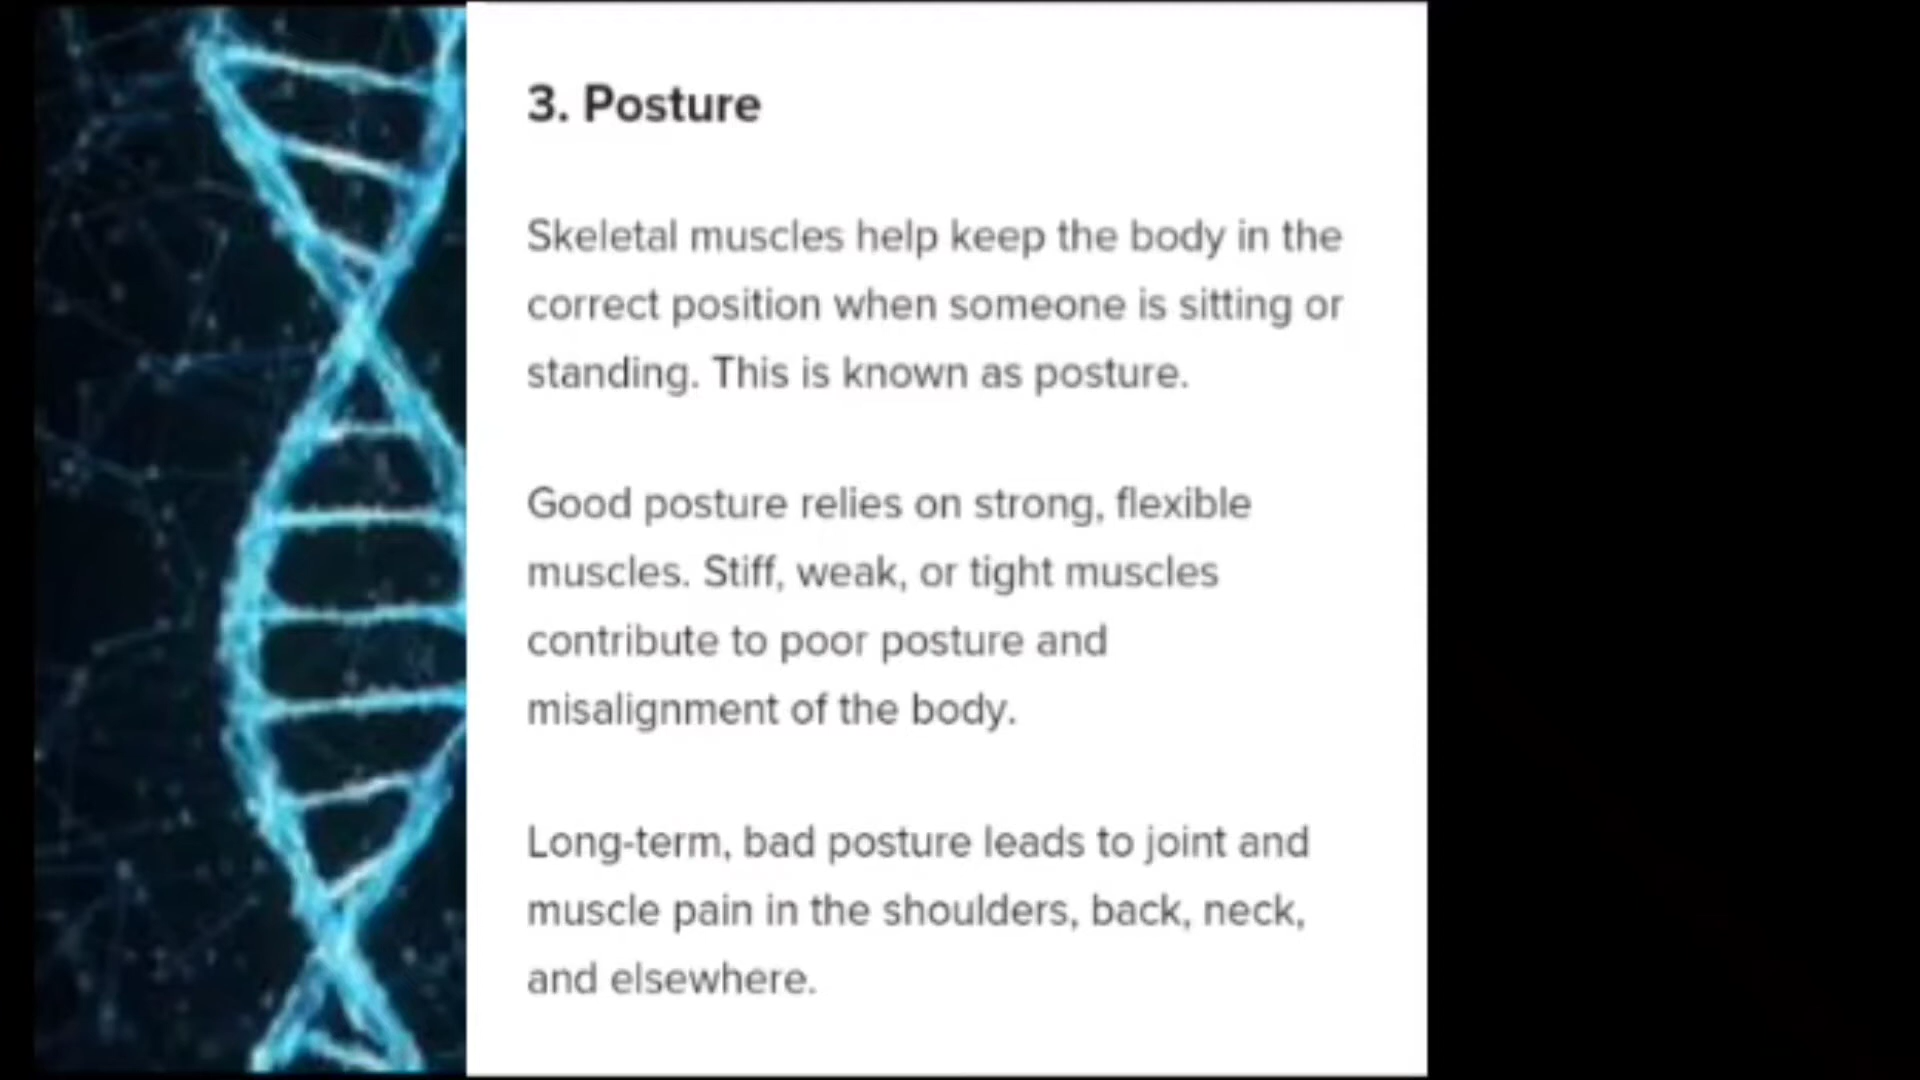 3. Posture
Skeletal muscles help keep the body in the
correct position when someone is sitting or
standing. This is known as posture.
Good posture relies on strong, flexible
muscles. Stiff, weak, or tight muscles
contribute to poor posture and
misalignment of the body.
Long-term, bad posture leads to joint and
muscle pain in the shoulders, back, neck,
and elsewhere.